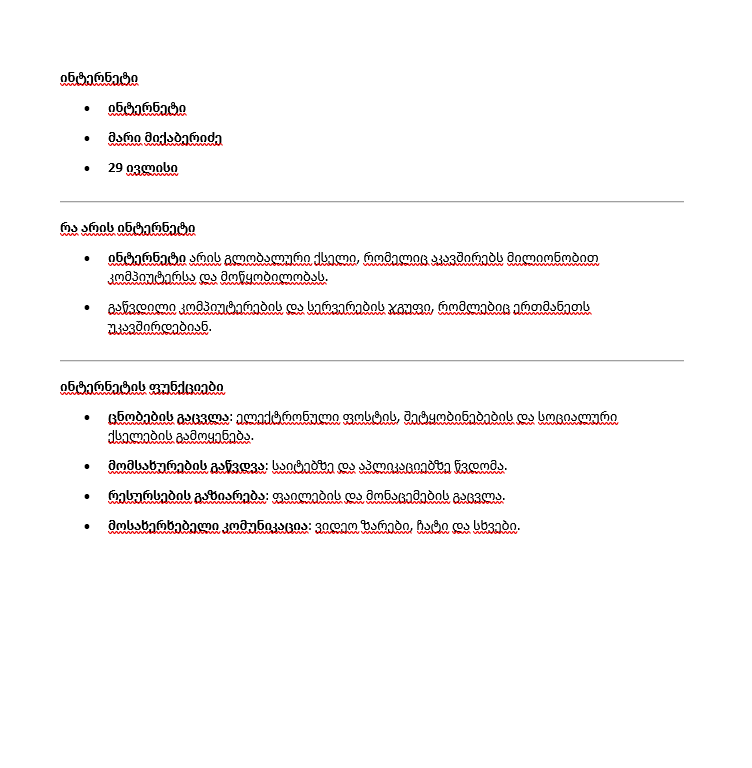 ინტერნეტი
• ინტერნეტი
• მარი მიქაბერიძე
• 29 ივლისი
რა არის ინტერნეტი
• ინტერნეტი არის გლობალური ქსელი, რომელიც აკავშირებს მილიონობით
კომპიუტერსა და მოწყობილობას.
• გაწვდილი კომპიუტერების და სერვერების ჯგუფი, რომლებიც ერთმანეთს
უკავშირდებიან.
ინტერნეტის ფუნქციები
• ცნობების გაცვლა: ელექტრონული ფოსტის, შეტყობინებების და სოციალური
ქსელების გამოყენება.
• მომსახურების გაწვდვა: საიტებზე და აპლიკაციებზე წვდომა.
• რესურსების გაზიარება: ფაილების და მონაცემების გაცვლა.
• მოსახერხებელი კომუნიკაცია: ვიდეო ზარები, ჩატი და სხვები.